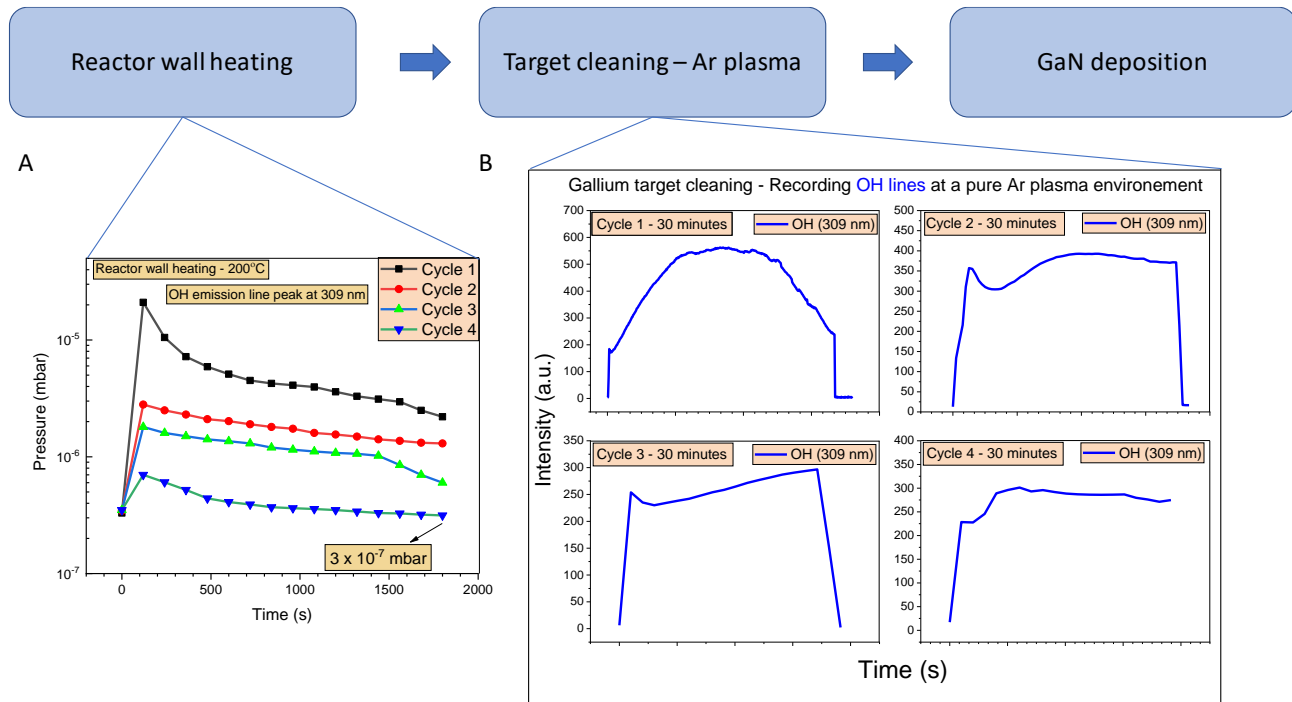 Reactor wall heating
Target cleaning – Ar plasma
GaN deposition
A
Reactor wall heating - 200°C
OH emission line peak at 309 nm
Cycle 1
Cycle 2
Cycle 3
Cycle 4
10⁻⁵
10⁻⁶
10⁻⁷
Pressure (mbar)
3 x 10⁻⁷ mbar
0
500
1000
1500
2000
Time (s)
B
Gallium target cleaning - Recording OH lines at a pure Ar plasma environement
Intensity (a.u.)
700
600
500
400
300
200
100
0
Cycle 1 - 30 minutes
OH (309 nm)
500
450
400
350
300
250
200
150
100
50
0
Cycle 2 - 30 minutes
OH (309 nm)
350
300
250
200
150
100
50
0
Cycle 3 - 30 minutes
OH (309 nm)
400
350
300
250
200
150
100
50
0
Cycle 4 - 30 minutes
OH (309 nm)
Time (s)